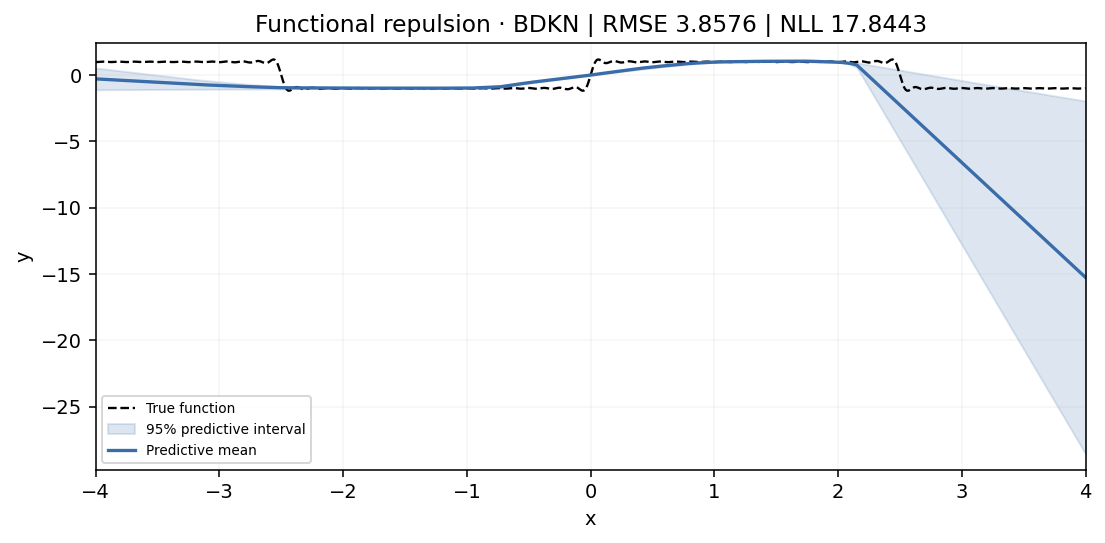 Functional repulsion · BDKN | RMSE 3.8576 | NLL 17.8443
y
0
−5
−10
−15
−20
−25
True function
95% predictive interval
Predictive mean
−4 −3 −2 −1 0 1 2 3 4
x